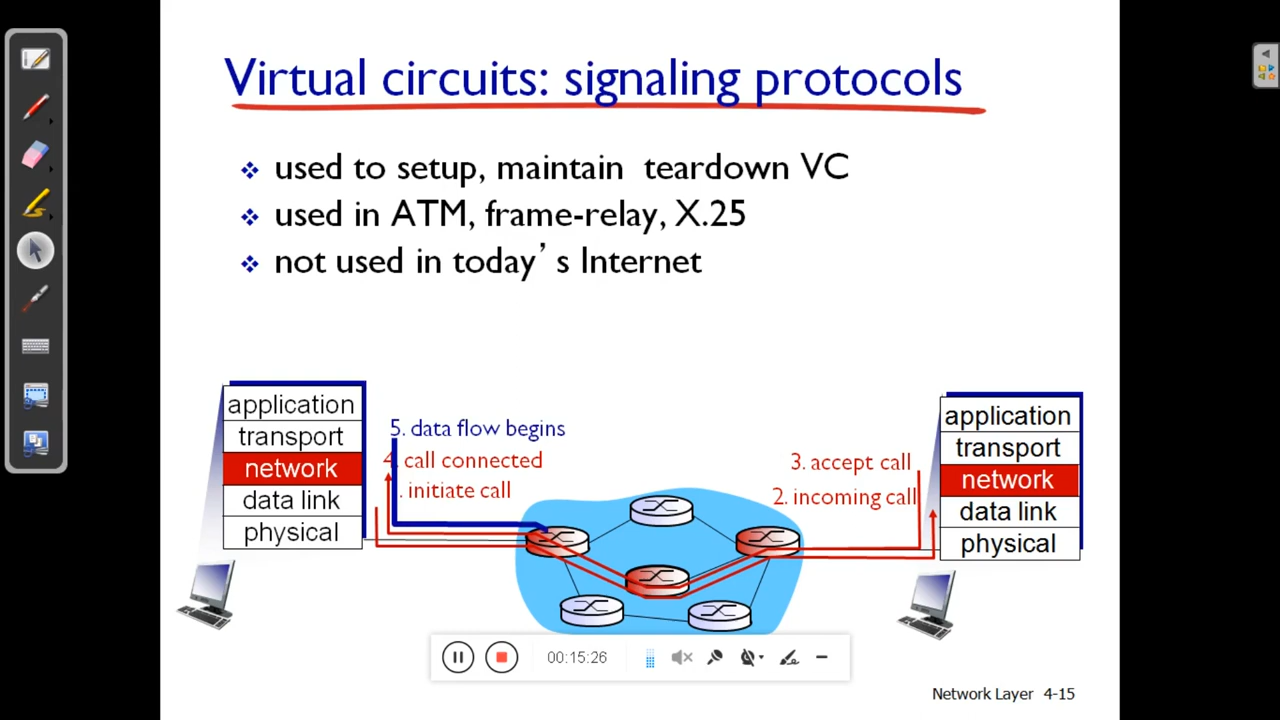 Virtual circuits: signaling protocols
used to setup, maintain teardown VC
used in ATM, frame-relay, X.25
not used in today's Internet
application
transport
network
data link
physical
5. data flow begins
4. call connected
. initiate call
3. accept call
2. incoming call
application
transport
network
data link
physical
00:15:26
Network Layer 4-15